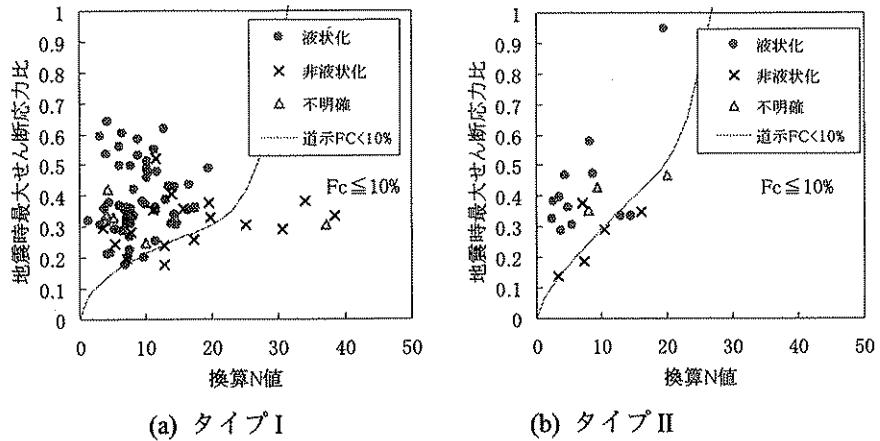 地震時最大せん断応力比
1
0.9
0.8
0.7
0.6
0.5
0.4
0.3
0.2
0.1
0
液状化
非液状化
不明確
道示FC<10%
Fc≦10%
0 10 20 30 40 50
換算N値
(a) タイプI
地震時最大せん断応力比
1
0.9
0.8
0.7
0.6
0.5
0.4
0.3
0.2
0.1
0
液状化
非液状化
不明確
道示FC<10%
Fc≦10%
0 10 20 30 40 50
換算N値
(b) タイプII